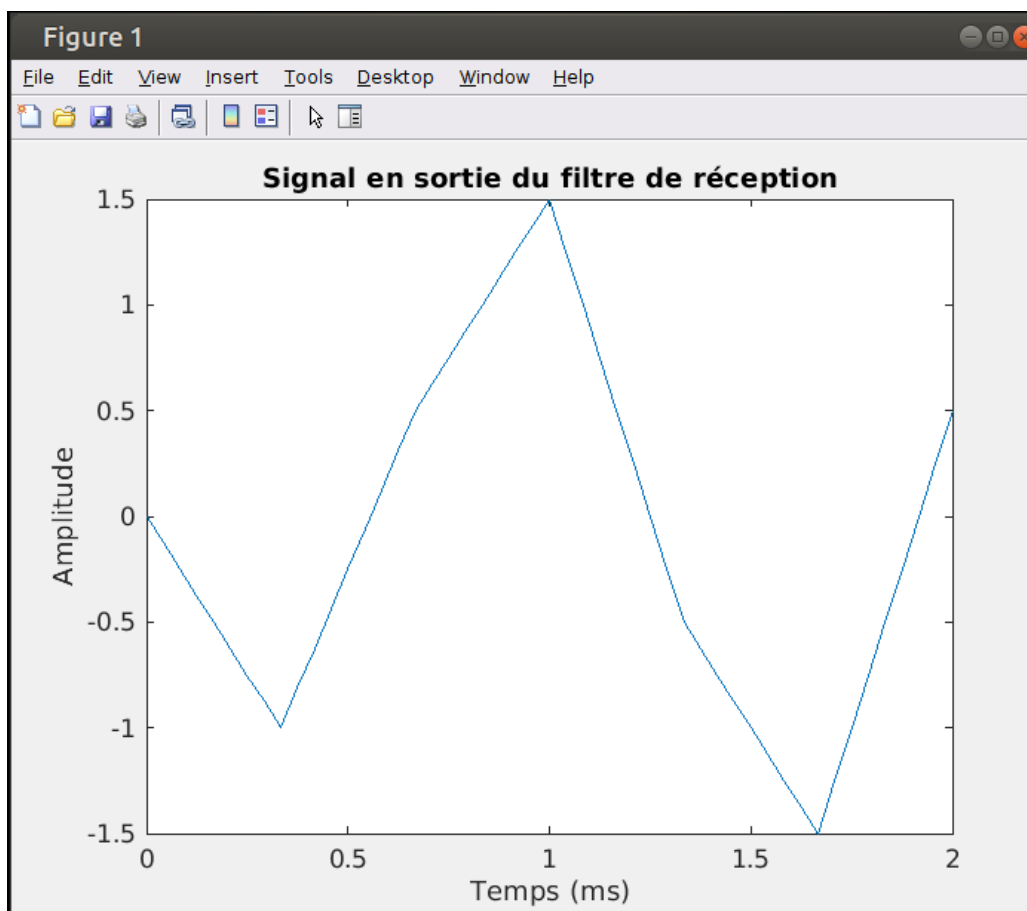 Figure 1
File Edit View Insert Tools Desktop Window Help
Signal en sortie du filtre de réception
1.5
1
0.5
0
-0.5
-1
-1.5
Amplitude
0 0.5 1 1.5 2
Temps (ms)